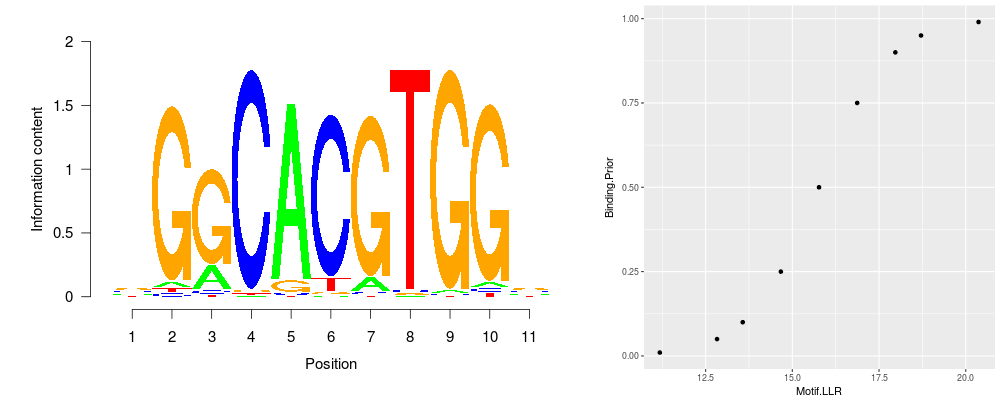 2
1.5
1
0.5
0
Information content
GGCACGTGG
A
G
T
A
1 2 3 4 5 6 7 8 9 10 11
Position
1.00
0.75
0.50
0.25
0.00
Binding.Prior
12.5 15.0 17.5 20.0
Motif.LLR